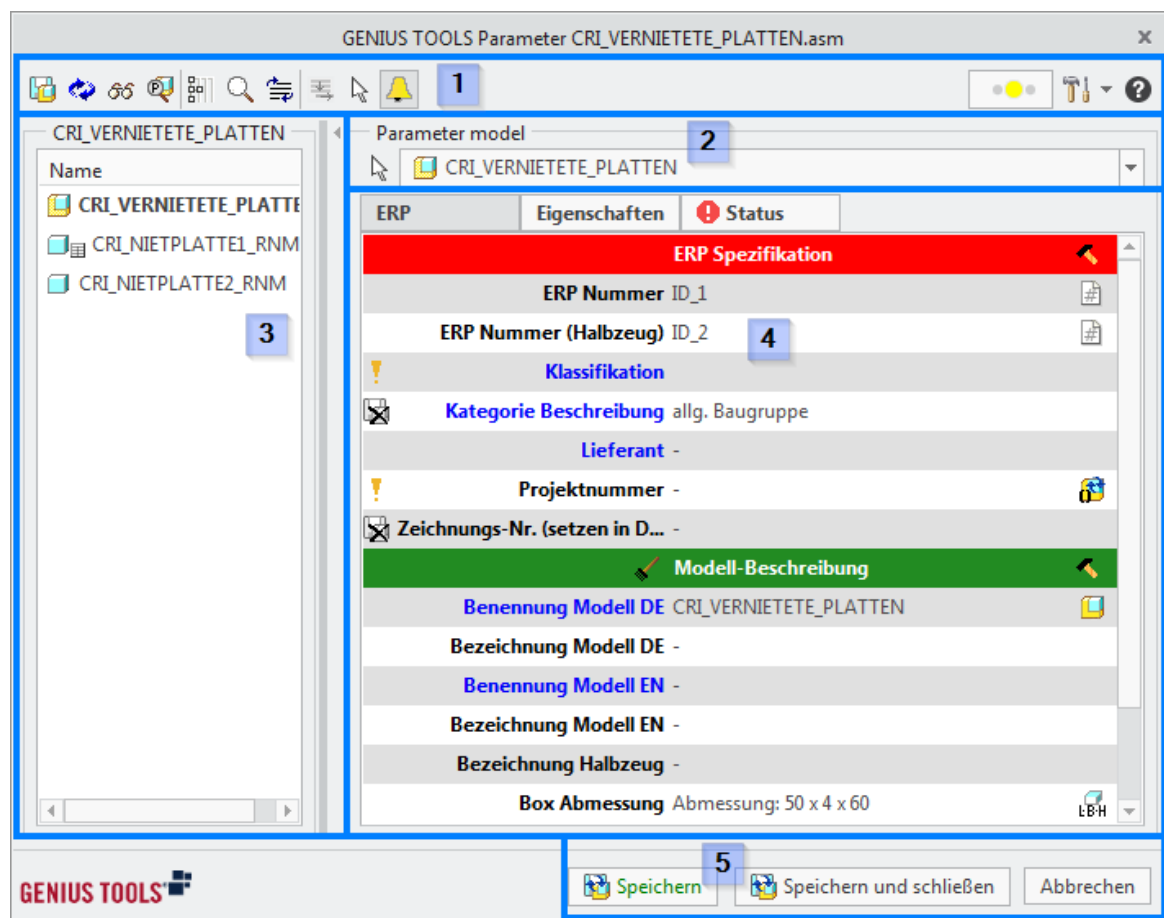 GENIUS TOOLS Parameter CRI_VERNIETETE_PLATTEN.asm
1
CRI_VERNIETETE_PLATTEN
Name
CRI_VERNIETETE_PLATTE
CRI_NIETPLATTE1_RNM
CRI_NIETPLATTE2_RNM
3
Parameter model
2
CRI_VERNIETETE_PLATTEN
ERP Eigenschaften Status
ERP Spezifikation
ERP Nummer ID_1
ERP Nummer (Halbzeug) ID_2
4
Klassifikation
Kategorie Beschreibung allg. Baugruppe
Lieferant -
Projektnummer -
Zeichnungs-Nr. (setzen in D... -
Modell-Beschreibung
Benennung Modell DE CRI_VERNIETETE_PLATTEN
Bezeichnung Modell DE -
Benennung Modell EN -
Bezeichnung Modell EN -
Bezeichnung Halbzeug -
Box Abmessung Abmessung: 50 x 4 x 60
L·B·H
GENIUS TOOLS
5
Speichern Speichern und schließen Abbrechen